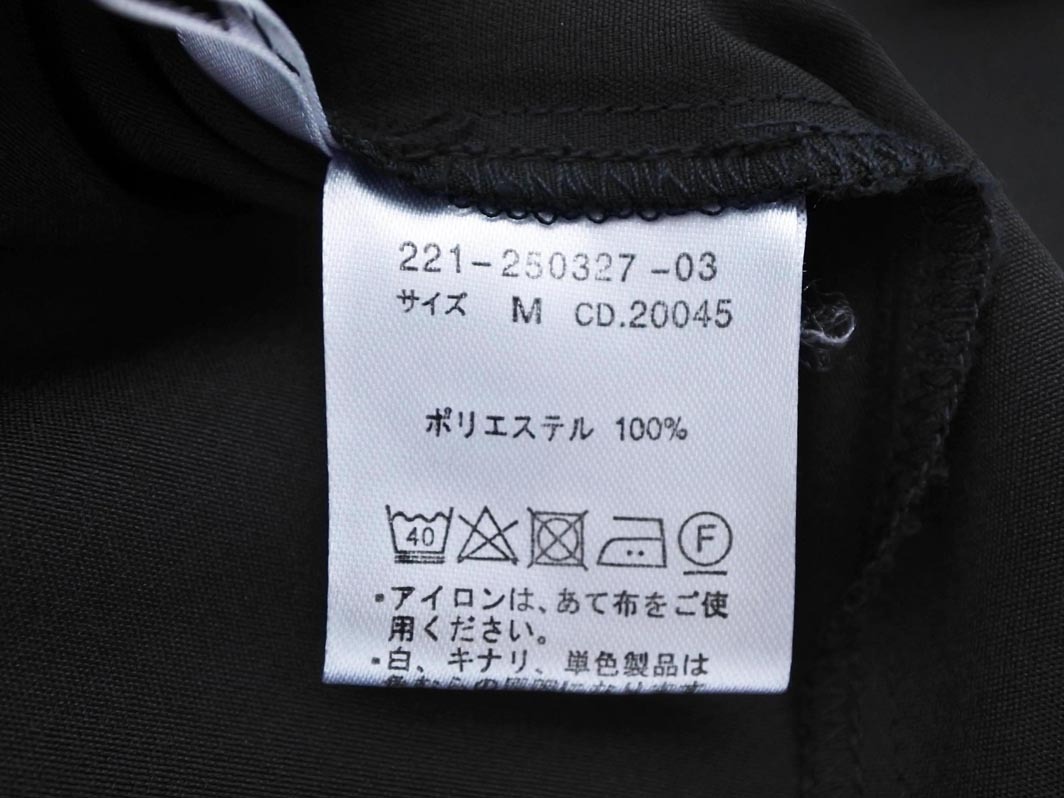 221-250327-03
サイズ M CD.20045
ポリエステル 100%
40 F
・アイロンは、あて布をご使
用ください。
・白、キナリ、単色製品は